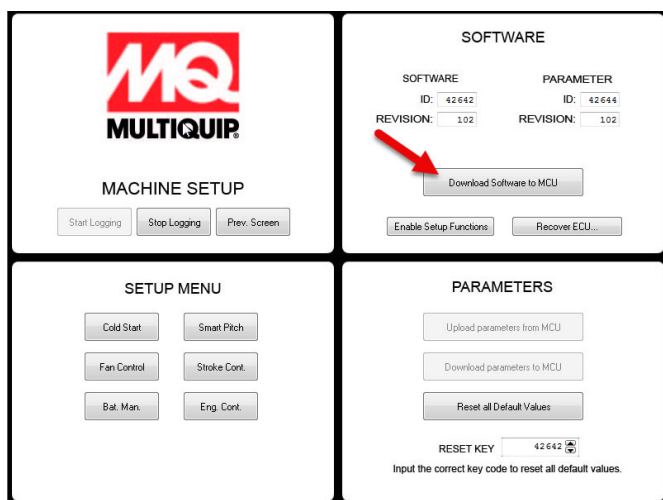 MQ
MULTIQUIP®
MACHINE SETUP
Start Logging Stop Logging Prev. Screen
SOFTWARE
SOFTWARE PARAMETER
ID: 42642 ID: 42644
REVISION: 102 REVISION: 102
Download Software to MCU
Enable Setup Functions Recover ECU...
SETUP MENU
Cold Start Smart Pitch
Fan Control Stroke Cont.
Bat. Man. Eng. Cont.
PARAMETERS
Upload parameters from MCU
Download parameters to MCU
Reset all Default Values
RESET KEY 42642
Input the correct key code to reset all default values.